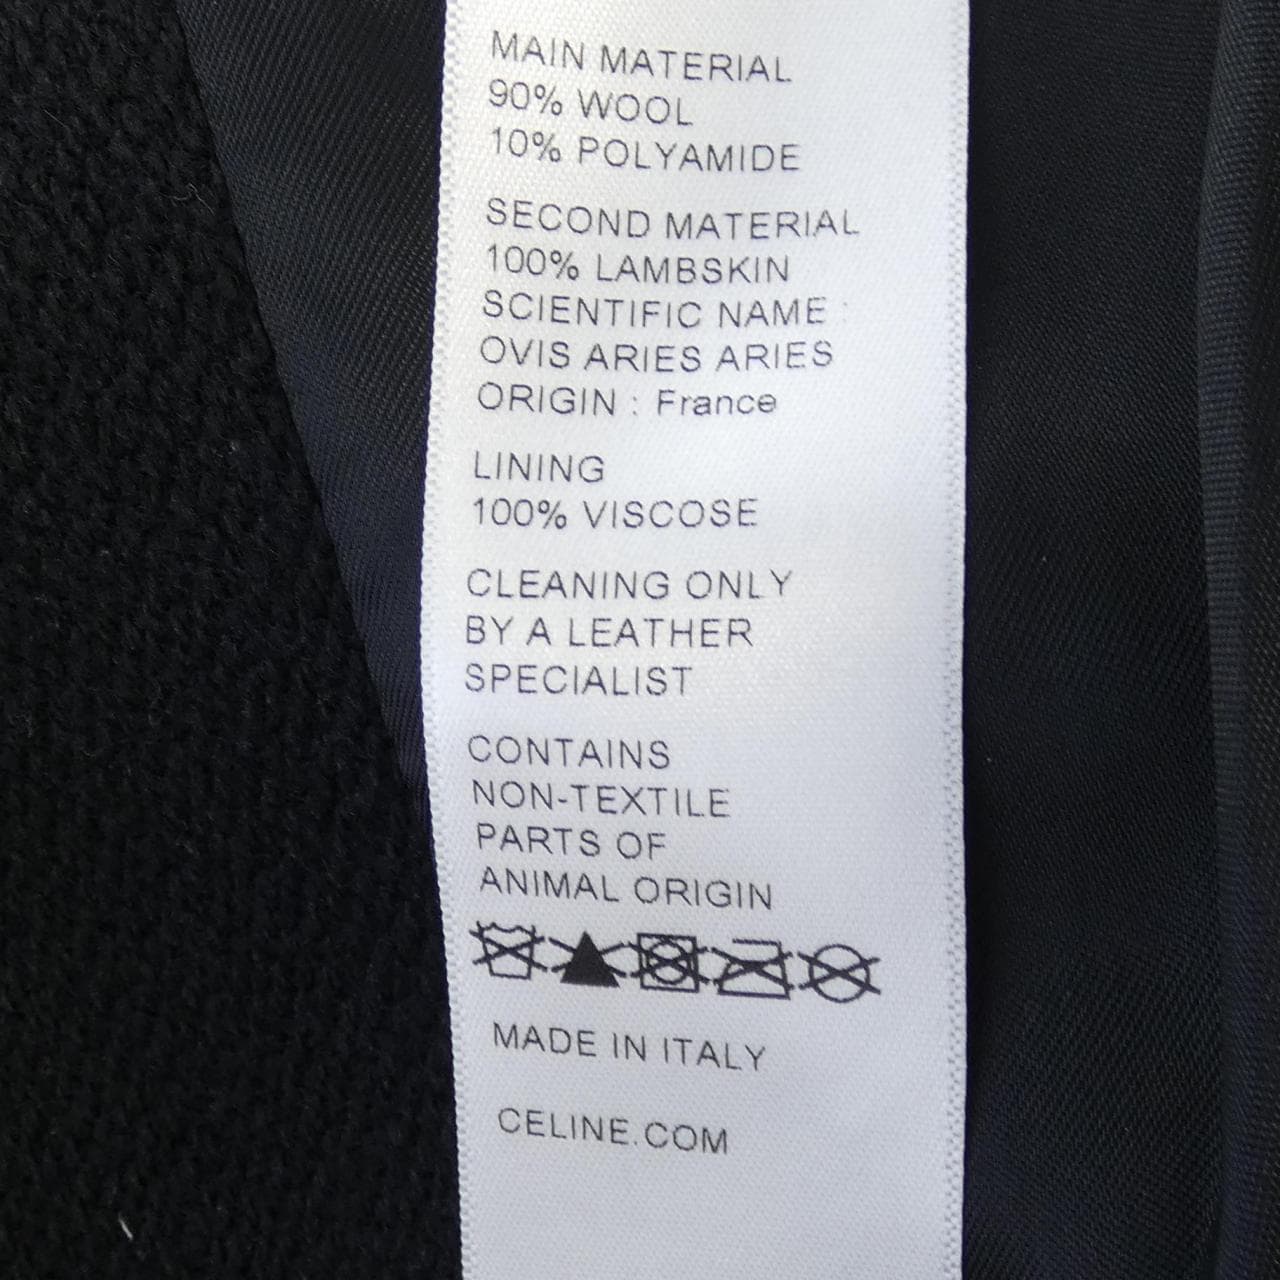 MAIN MATERIAL
90% WOOL
10% POLYAMIDE
SECOND MATERIAL
100% LAMBSKIN
SCIENTIFIC NAME :
OVIS ARIES ARIES
ORIGIN : France
LINING
100% VISCOSE
CLEANING ONLY
BY A LEATHER
SPECIALIST
CONTAINS
NON-TEXTILE
PARTS OF
ANIMAL ORIGIN
MADE IN ITALY
CELINE.COM